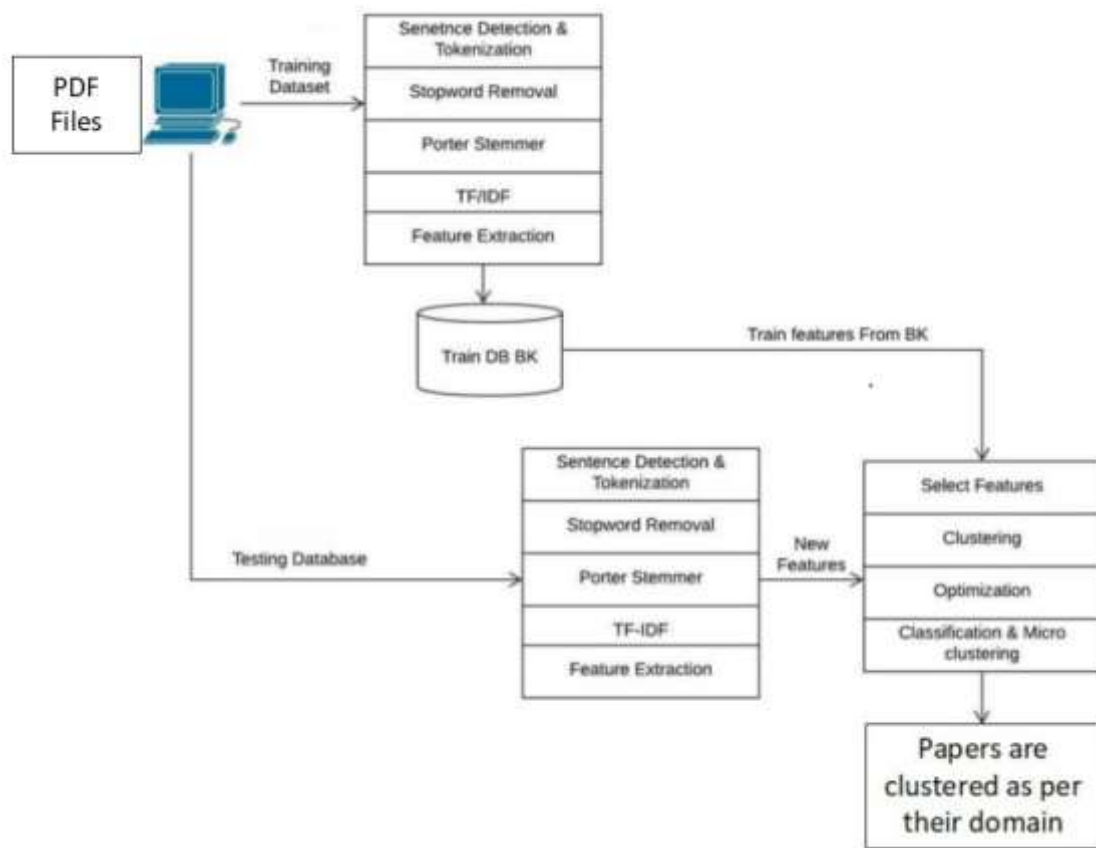 PDF
Files
Training
Dataset
Senetnce Detection &
Tokenization
Stopword Removal
Porter Stemmer
TF/IDF
Feature Extraction
Train DB BK
Train features From BK
Testing Database
Sentence Detection &
Tokenization
Stopword Removal
Porter Stemmer
TF-IDF
Feature Extraction
New
Features
Select Features
Clustering
Optimization
Classification & Micro
clustering
Papers are
clustered as per
their domain